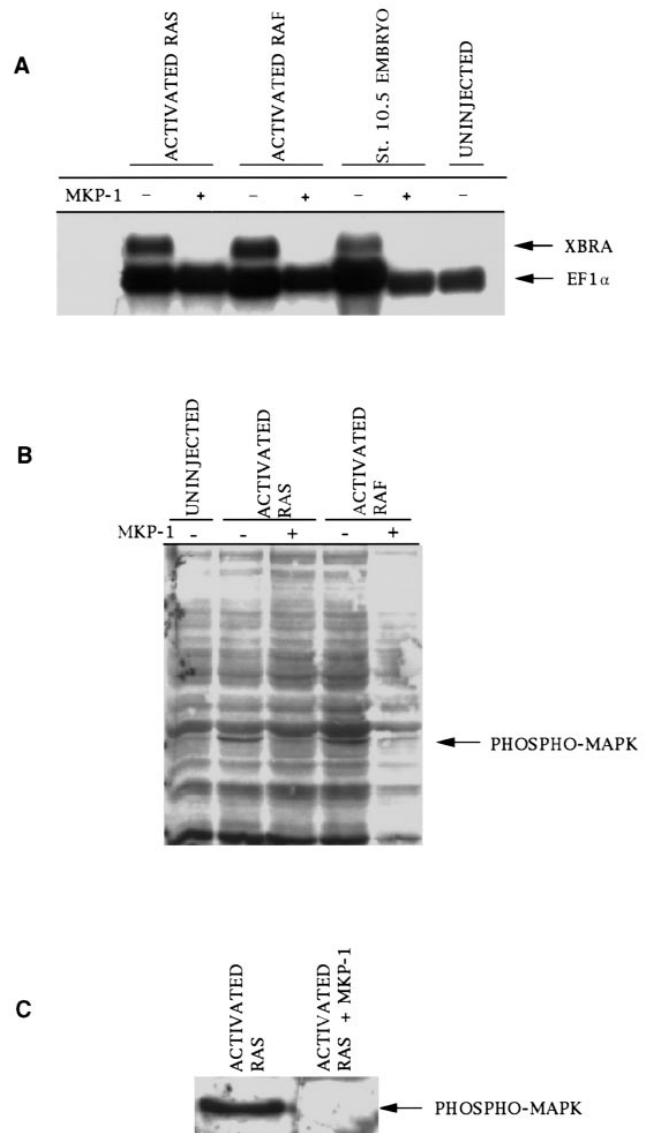 A
ACTIVATED RAS
ACTIVATED RAF
St. 10.5 EMBRYO
UNINJECTED
MKP-1 − + − + − + −
XBRA
EF1α
B
UNINJECTED
ACTIVATED
RAS
ACTIVATED
RAF
MKP-1 - - + - +
PHOSPHO-MAPK
C
ACTIVATED
RAS
ACTIVATED
RAS + MKP-1
PHOSPHO-MAPK